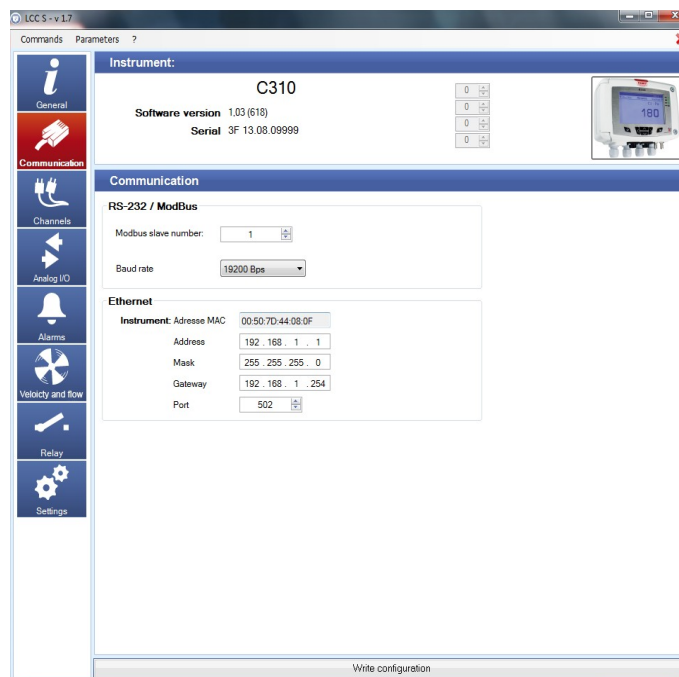 LCC S - v 1.7
Commands Parameters ?
General
Communication
Channels
Analog I/O
Alarms
Veloicty and flow
Relay
Settings
Instrument:
C310
Software version 1,03 (618)
Serial 3F 13.08.09999
0
0
0
0
180
Communication
RS-232 / ModBus
Modbus slave number: 1
Baud rate 19200 Bps
Ethernet
Instrument: Adresse MAC 00:50:7D:44:08:0F
Address 192 . 168 . 1 . 1
Mask 255 . 255 . 255 . 0
Gateway 192 . 168 . 1 . 254
Port 502
Write configuration